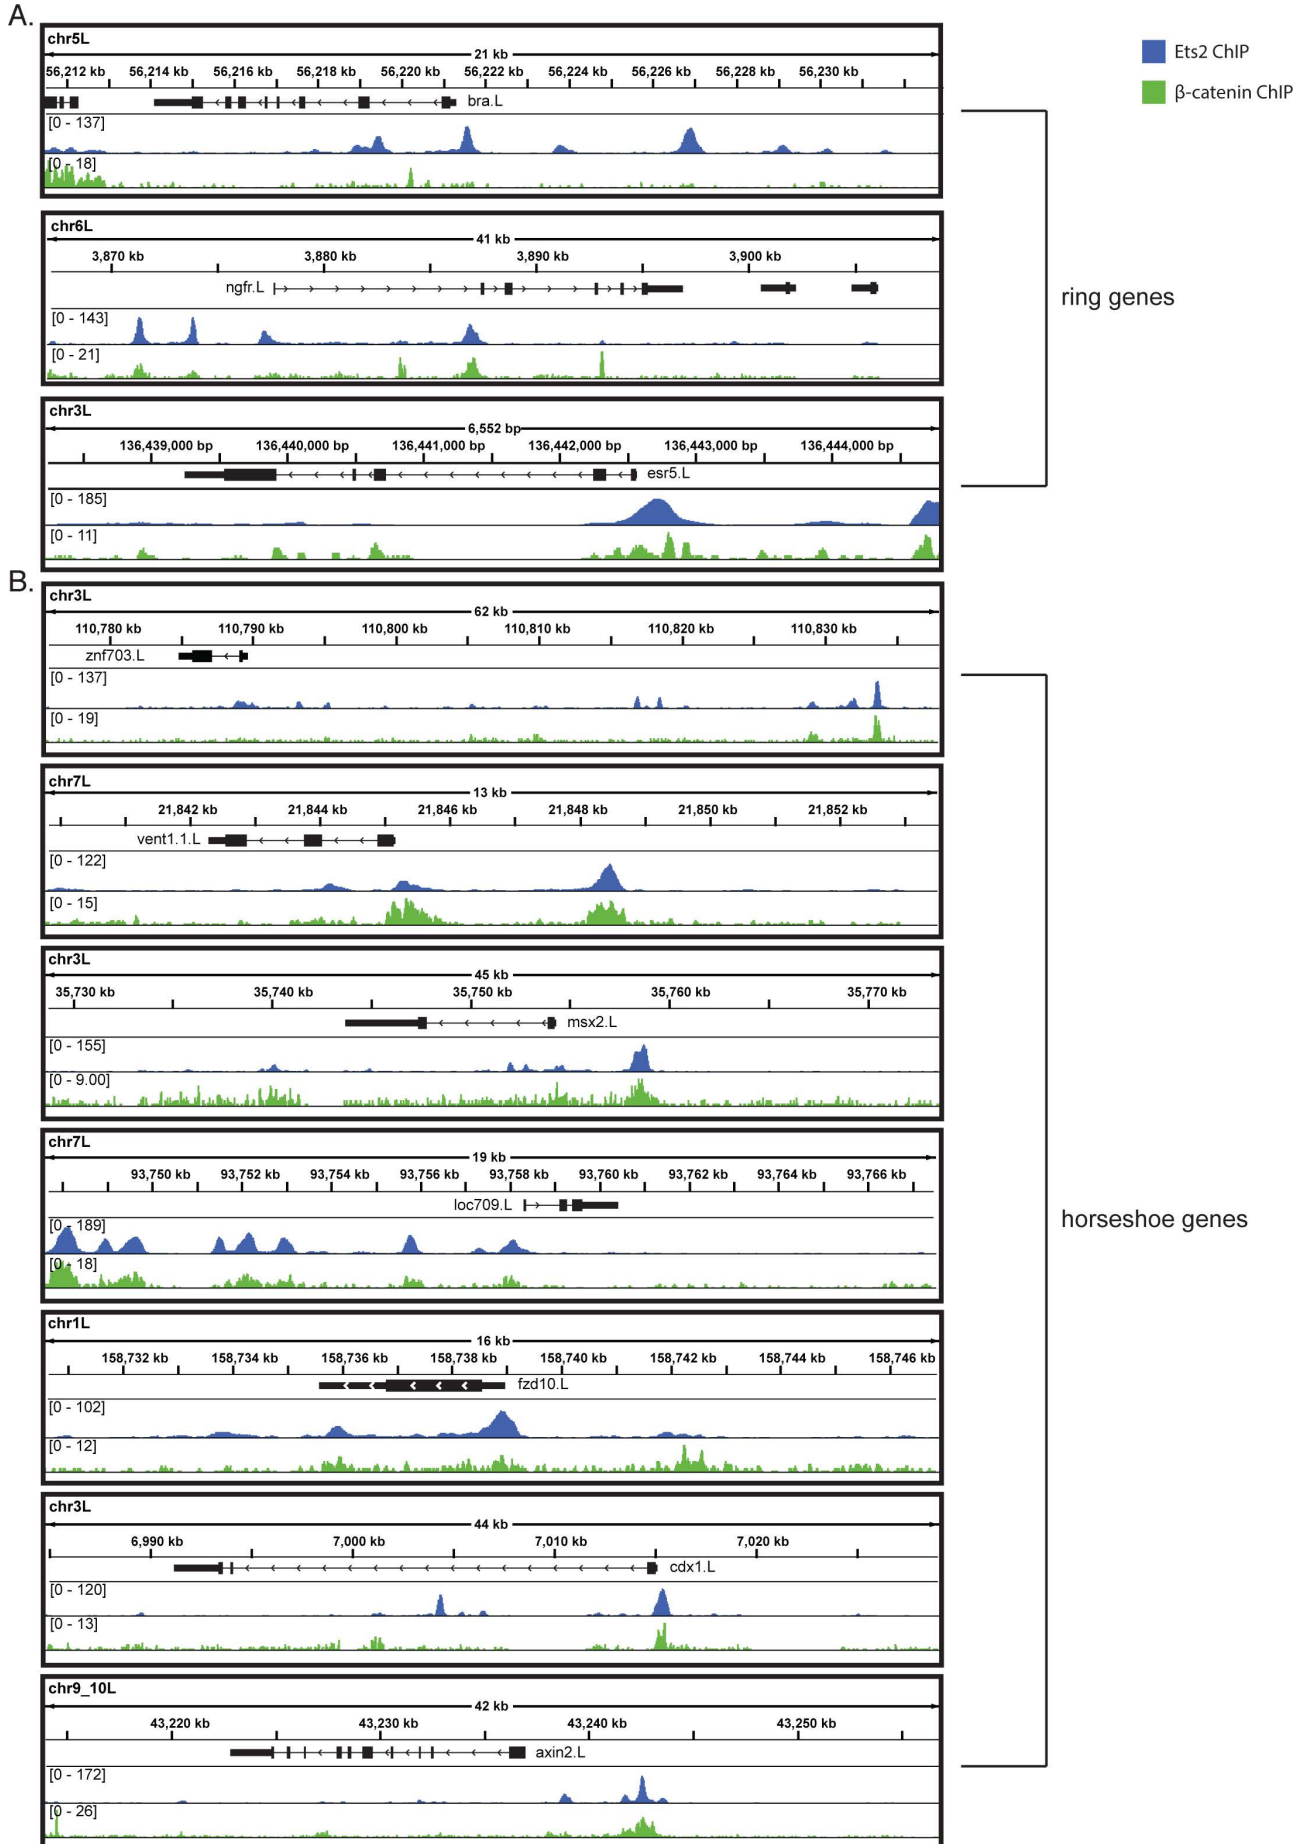 A.
Ets2 ChIP
β-catenin ChIP
chr5L
21 kb
56,212 kb 56,214 kb 56,216 kb 56,218 kb 56,220 kb 56,222 kb 56,224 kb 56,226 kb 56,228 kb 56,230 kb
bra.L
[0 - 137]
[0 - 18]
chr6L
41 kb
3,870 kb 3,880 kb 3,890 kb 3,900 kb
ngfr.L
[0 - 143]
[0 - 21]
ring genes
chr3L
6,552 bp
136,439,000 bp 136,440,000 bp 136,441,000 bp 136,442,000 bp 136,443,000 bp 136,444,000 bp
esr5.L
[0 - 185]
[0 - 11]
B.
chr3L
62 kb
110,780 kb 110,790kb 110,800 kb 110,810 kb 110,820 kb 110,830 kb
znf703.L
[0 - 137]
[0 - 19]
chr7L
13 kb
21,842 kb 21,844 kb 21,846 kb 21,848 kb 21,850 kb 21,852 kb
vent1.1.L
[0 - 122]
[0 - 15]
chr3L
45 kb
35,730 kb 35,740 kb 35,750 kb 35,760 kb 35,770 kb
msx2.L
[0 - 155]
[0 - 9.00]
chr7L
19 kb
93,750 kb 93,752 kb 93,754 kb 93,756 kb 93,758 kb 93,760 kb 93,762 kb 93,764 kb 93,766 kb
loc709.L
[0 - 189]
[0 - 18]
horseshoe genes
chr1L
16 kb
158,732 kb 158,734 kb 158,736 kb 158,738 kb 158,740 kb 158,742 kb 158,744 kb 158,746 kb
fzd10.L
[0 - 102]
[0 - 12]
chr3L
44 kb
6,990 kb 7,000 kb 7,010 kb 7,020 kb
cdx1.L
[0 - 120]
[0 - 13]
chr9_10L
42 kb
43,220 kb 43,230 kb 43,240 kb 43,250 kb
axin2.L
[0 - 172]
[0 - 26]